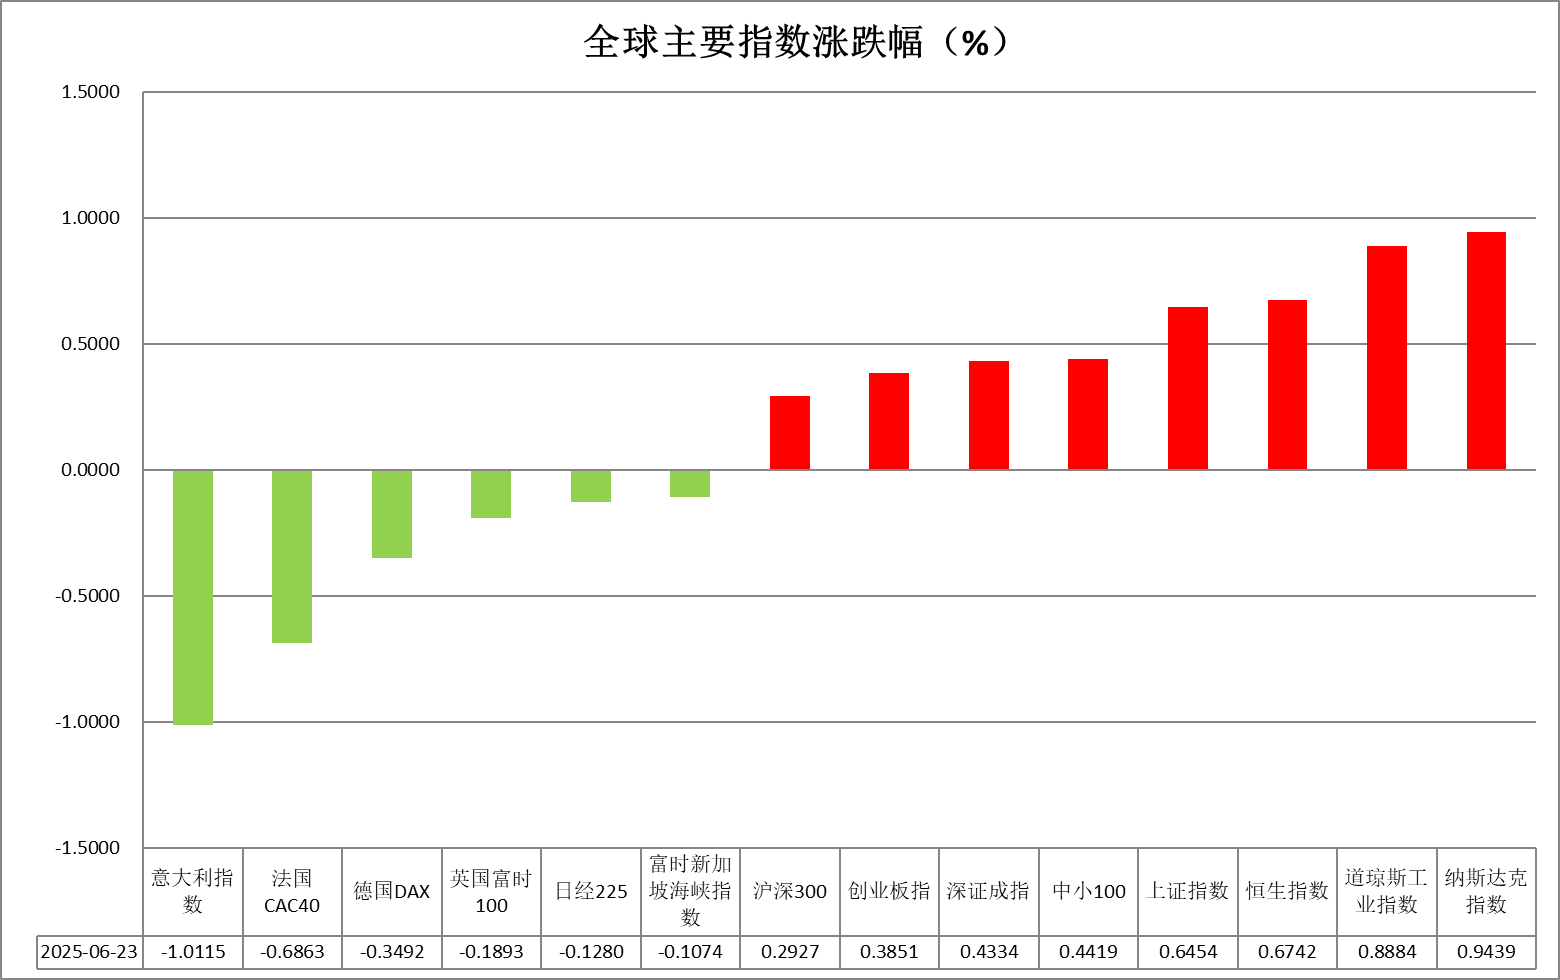 全球主要指数涨跌幅（%）
1.5000
1.0000
0.5000
0.0000
-0.5000
-1.0000
-1.5000
意大利指
数
法国
CAC40
德国DAX
英国富时
100
日经225
富时新加
坡海峡指
数
沪深300
创业板指
深证成指
中小100
上证指数
恒生指数
道琼斯工
业指数
纳斯达克
指数
2025-06-23 -1.0115 -0.6863 -0.3492 -0.1893 -0.1280 -0.1074 0.2927 0.3851 0.4334 0.4419 0.6454 0.6742 0.8884 0.9439